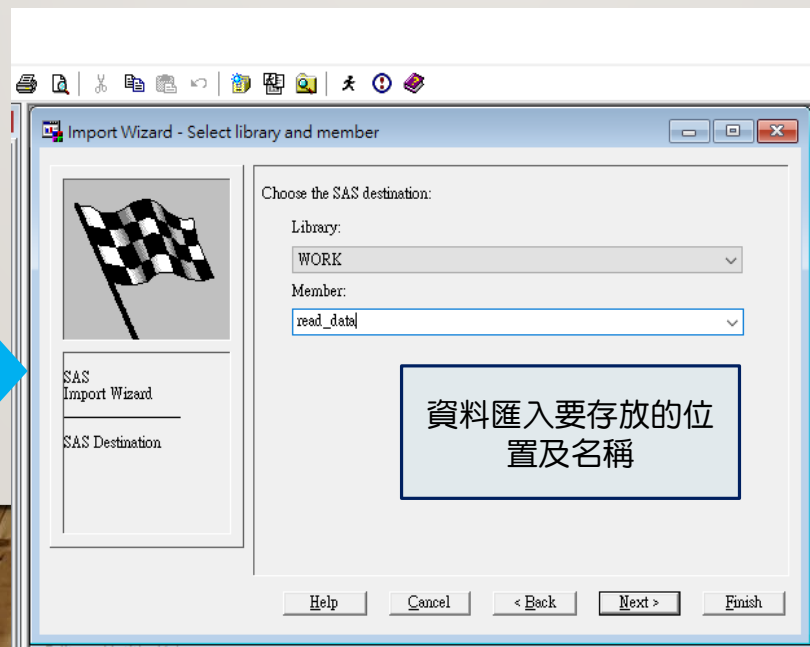 Import Wizard - Select library and member
Choose the SAS destination:
Library:
WORK
Member:
read_data
SAS
Import Wizard
SAS Destination
資料匯入要存放的位
置及名稱
Help
Cancel
< Back
Next >
Finish